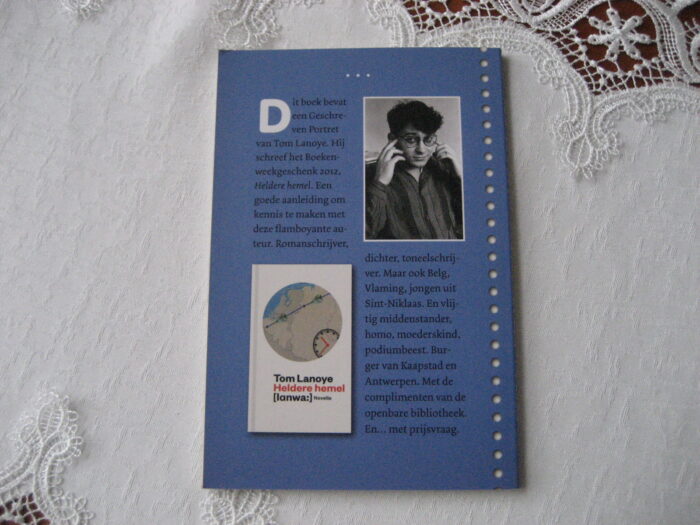 ...
Dit boek bevat
een Geschre-
ven Portret
van Tom Lanoye. Hij
schreef het Boeken-
weekgeschenk 2012,
Heldere hemel. Een
goede aanleiding om
kennis te maken met
deze flamboyante au-
teur. Romanschrijver,
dichter, toneelschrij-
ver. Maar ook Belg,
Vlaming, jongen uit
Sint-Niklaas. En vlij-
tig middenstander,
homo, moederskind,
podiumbeest. Bur-
ger van Kaapstad en
Antwerpen. Met de
complimenten van de
openbare bibliotheek.
En... met prijsvraag.
Tom Lanoye
Heldere hemel
[lɑnwa:] Novelle